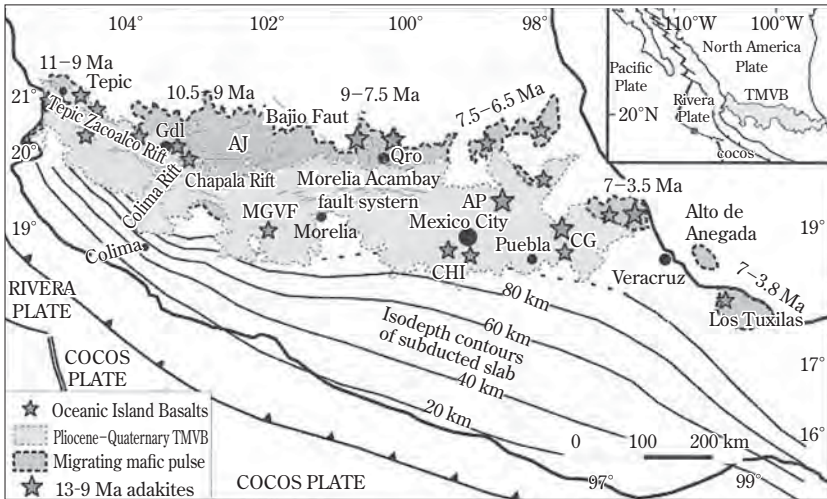 104°
102°
100°
98°
110°W
100°W
11−9 Ma
Tepic
21°
Tepic Zacoalco Rift
10.5−9 Ma
Gdl
AJ
Bajio Faut
9−7.5 Ma
7.5−6.5 Ma
Qro
20°
Chapala Rift
Colima Rift
Morelia Acambay
fault systern
MGVF
Morelia
AP
Mexico City
CHI
Puebla
CG
7−3.5 Ma
19°
19°
Colima
Alto de
Anegada
Veracruz
7−3.8 Ma
Los Tuxilas
North America
Plate
Pacific
Plate
Rivera
Plate
TMVB
20°N
cocos
RIVERA
PLATE
COCOS
PLATE
80 km
60 km
Isodepth contours
of subducted slab
40 km
20 km
17°
16°
Oceanic Island Basalts
Pliocene−Quaternary TMVB
Migrating mafic pulse
13-9 Ma adakites
COCOS PLATE
0 100 200 km
97°
99°